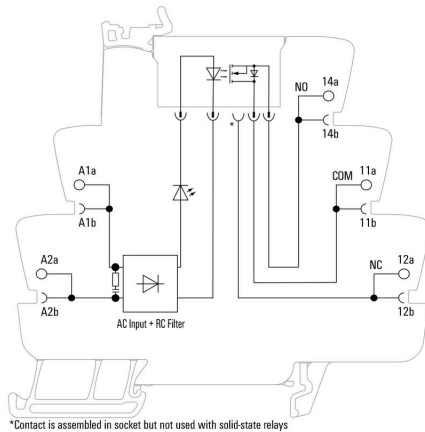 NO
14a
*
14b
A1a
COM
11a
A1b
11b
A2a
NC
12a
A2b
12b
AC Input + RC Filter
*Contact is assembled in socket but not used with solid-state relays